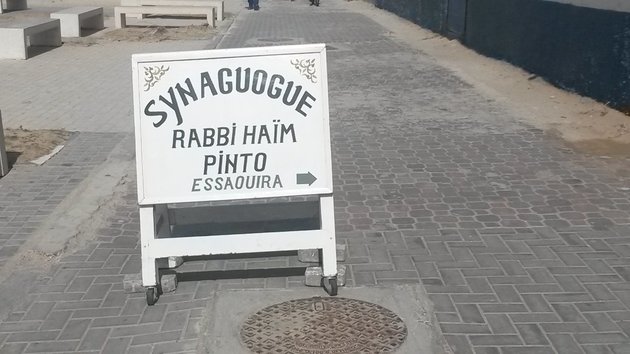 SYNAGUOGUE
RABBI HAÏM
PINTO
ESSAOUIRA